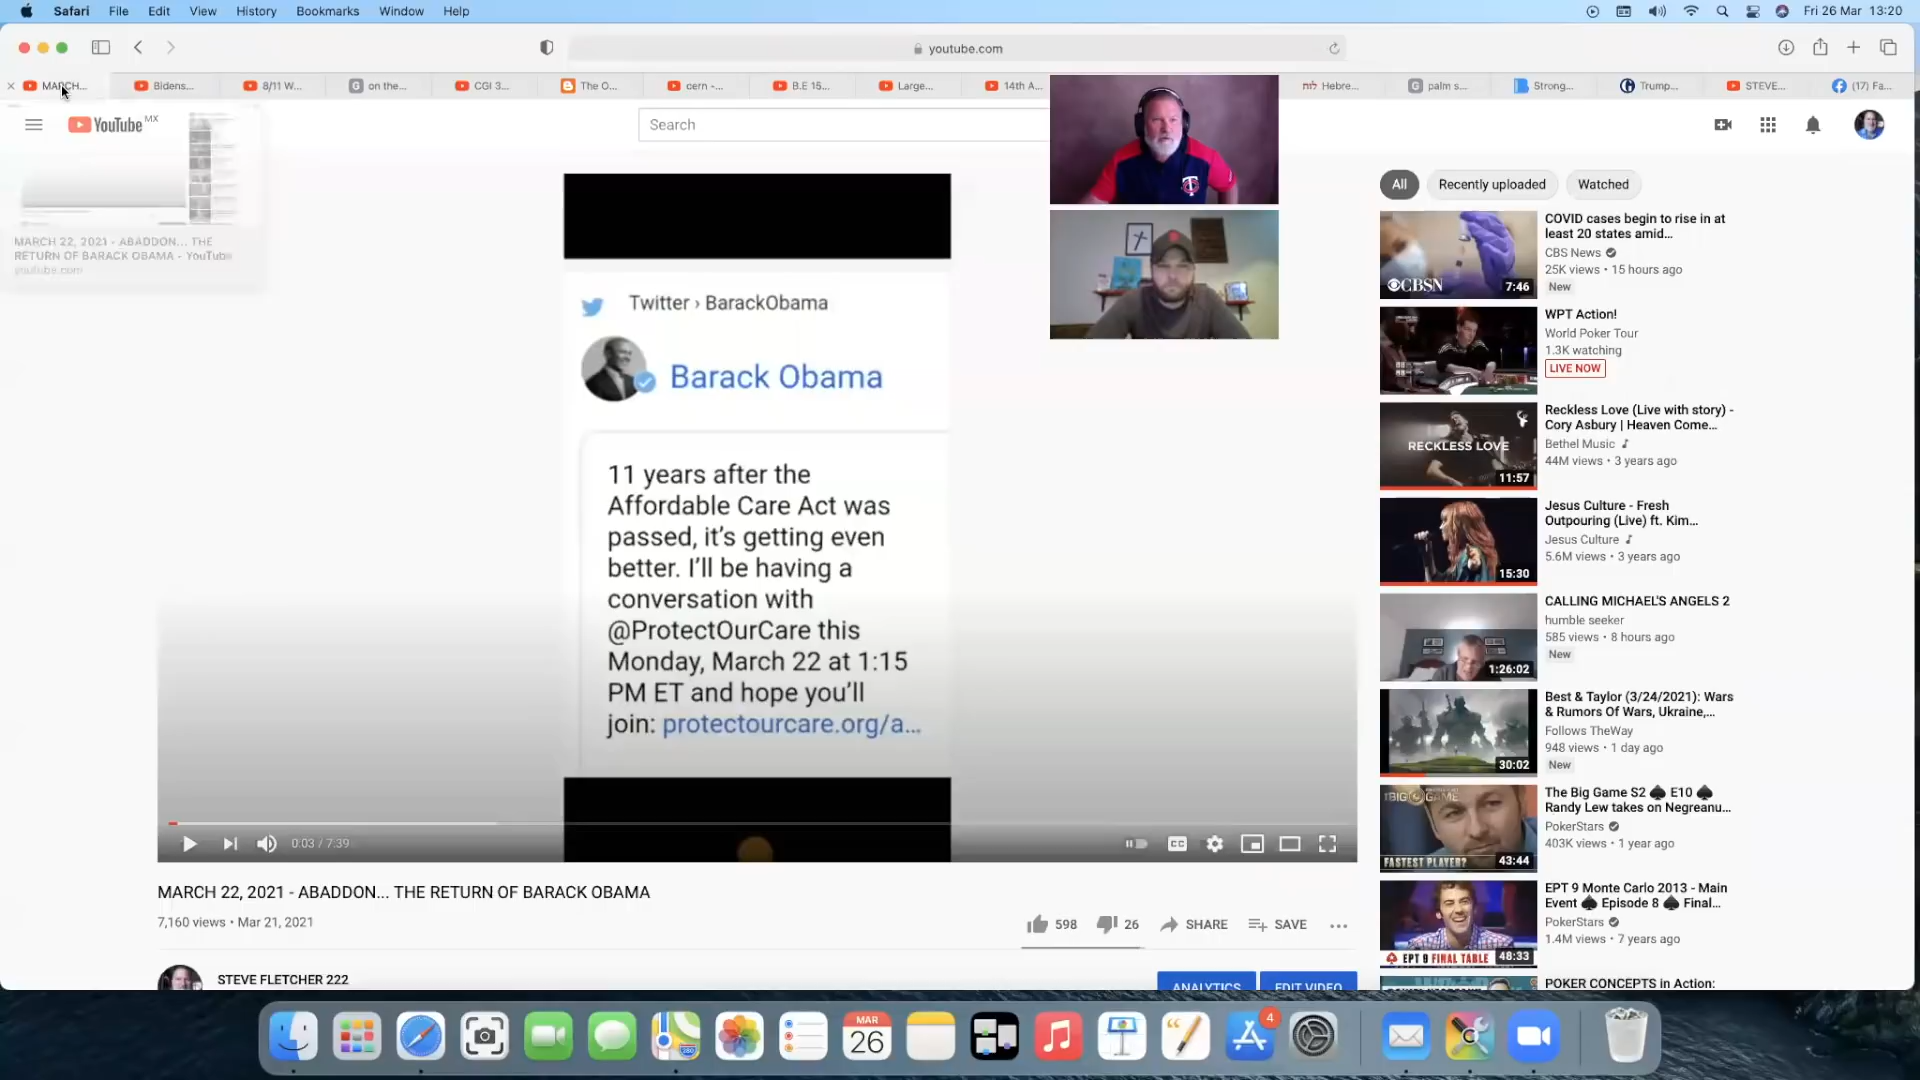 Safari File Edit View History Bookmarks Window Help
Fri 26 Mar 13:20
youtube.com
MARCH... Bidens... 8/11 W... on the... CGI 3... The O... cern -... B.E 15... Large... 14th A... Hebre... palm s... Strong... Trump... STEVE... (17) Fa...
YouTube MX
Search
MARCH 22, 2021 - ABADDON... THE
RETURN OF BARACK OBAMA - YouTube
youtube.com
Twitter › BarackObama
Barack Obama
11 years after the
Affordable Care Act was
passed, it's getting even
better. I'll be having a
conversation with
@ProtectOurCare this
Monday, March 22 at 1:15
PM ET and hope you'll
join: protectourcare.org/a...
0:03 / 7:39
CC
MARCH 22, 2021 - ABADDON... THE RETURN OF BARACK OBAMA
7,160 views • Mar 21, 2021
598 26 SHARE SAVE
STEVE FLETCHER 222
ANALYTICS EDIT VIDEO
All Recently uploaded Watched
COVID cases begin to rise in at
least 20 states amid...
CBS News
25K views • 15 hours ago
New
CBSN 7:46
WPT Action!
World Poker Tour
1.3K watching
LIVE NOW
Reckless Love (Live with story) -
Cory Asbury | Heaven Come...
Bethel Music
44M views • 3 years ago
RECKLESS LOVE
11:57
Jesus Culture - Fresh
Outpouring (Live) ft. Kim...
Jesus Culture
5.6M views • 3 years ago
15:30
CALLING MICHAEL'S ANGELS 2
humble seeker
585 views • 8 hours ago
New
1:26:02
Best & Taylor (3/24/2021): Wars
& Rumors Of Wars, Ukraine,...
Follows TheWay
948 views • 1 day ago
New
30:02
The Big Game S2 ♠ E10 ♠
Randy Lew takes on Negreanu...
PokerStars
403K views • 1 year ago
FASTEST PLAYER? 43:44
EPT 9 Monte Carlo 2013 - Main
Event ♠ Episode 8 ♠ Final...
PokerStars
1.4M views • 7 years ago
EPT 9 FINAL TABLE 48:33
POKER CONCEPTS in Action:
MAR
26
4